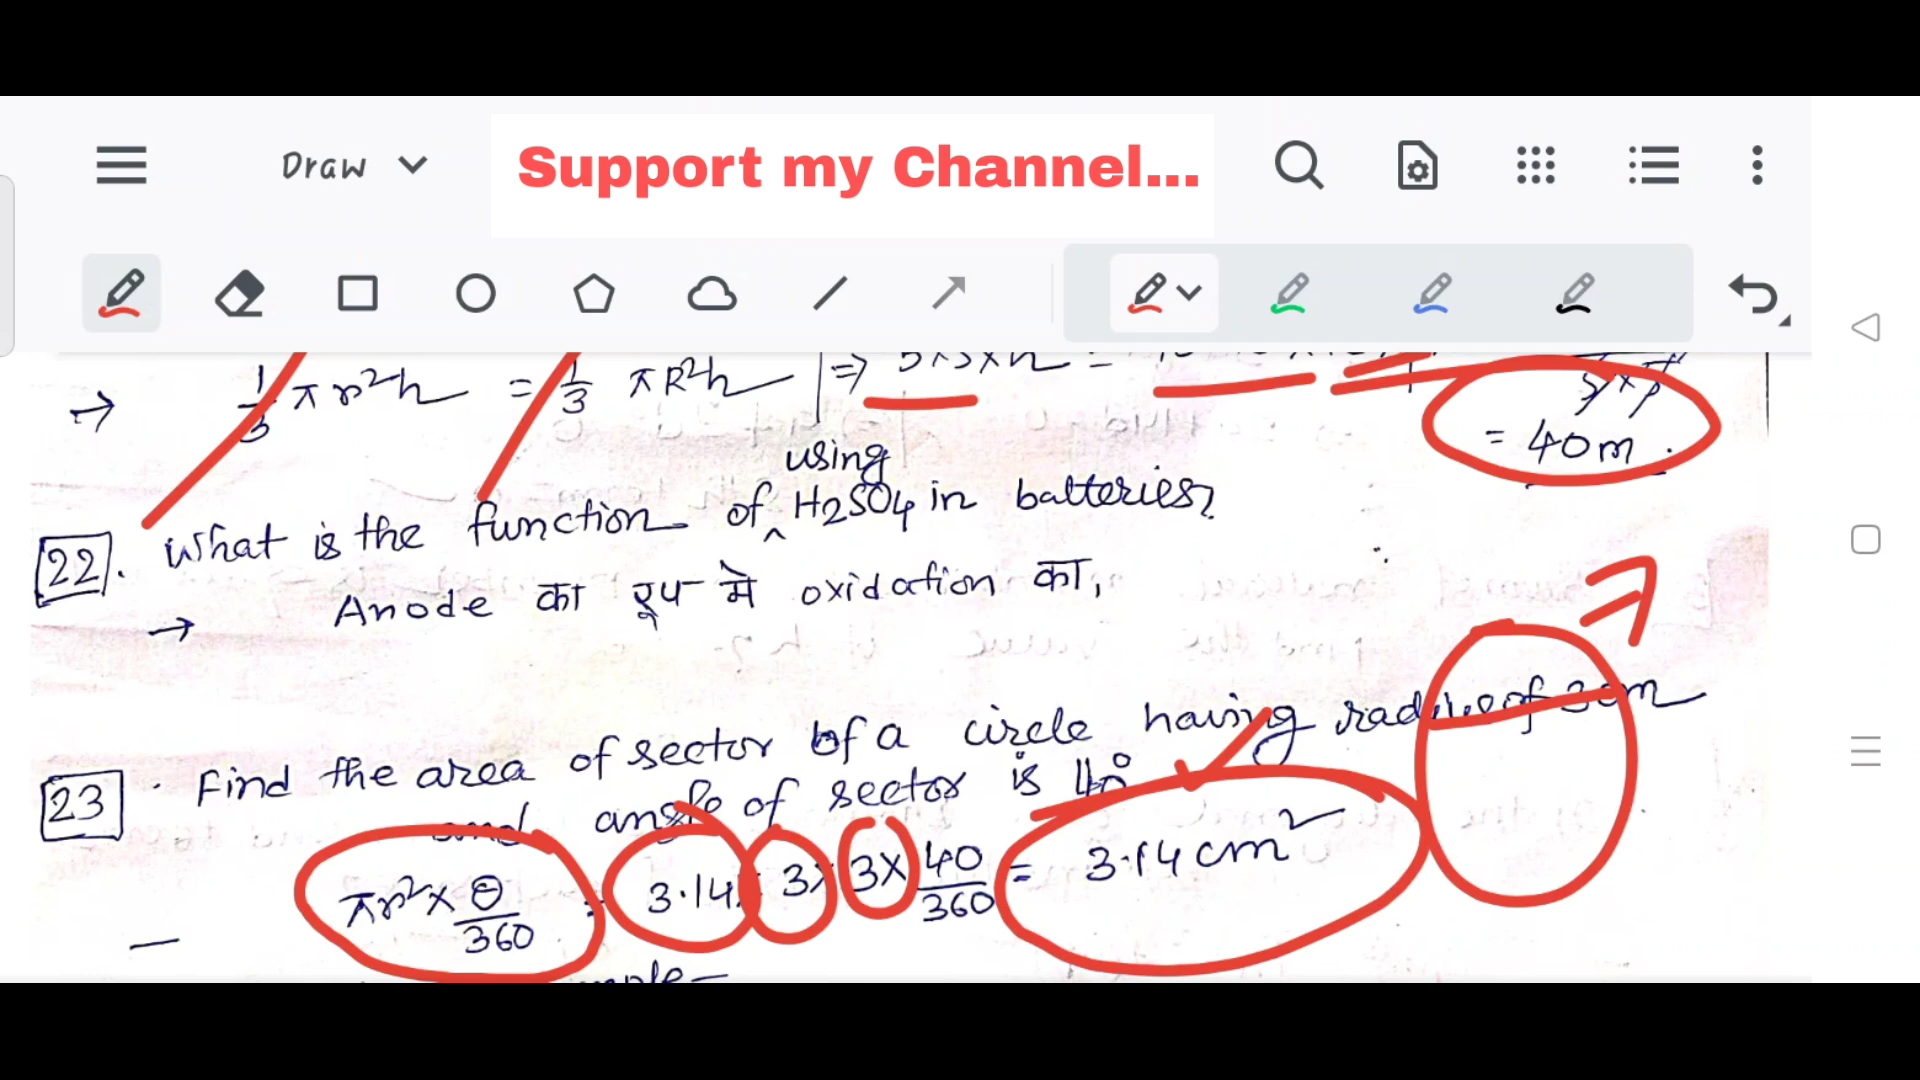 Draw
Support my Channel...
→ 1/3 πr²h = 1/3 πR²h | ⇒ 5×5×h =
= 40m.
using
22. What is the function of ^ H2SO4 in batteries?
→ Anode का रूप मे oxidation का,
23. Find the area of sector of a circle having radius of 3cm
and angle of sector is 40°
— πr² × θ/360 = 3.14 × 3 × 3 × 40/360 = 3.14 cm²